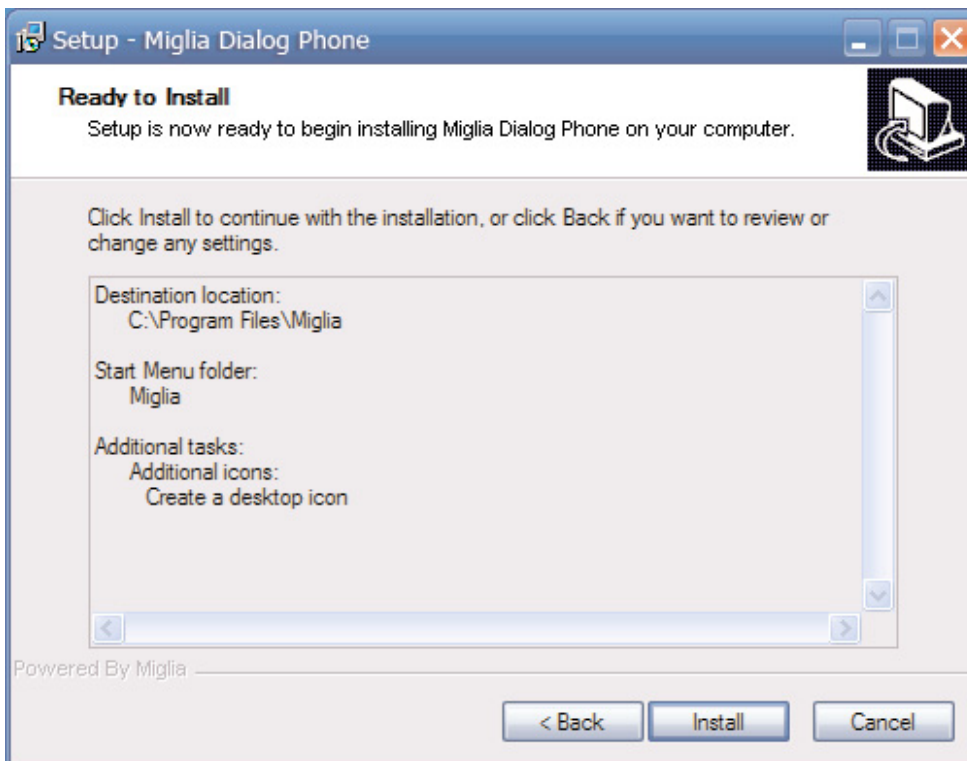 Setup - Miglia Dialog Phone
Ready to Install
Setup is now ready to begin installing Miglia Dialog Phone on your computer.
Click Install to continue with the installation, or click Back if you want to review or
change any settings.
Destination location:
C:\Program Files\Miglia
Start Menu folder:
Miglia
Additional tasks:
Additional icons:
Create a desktop icon
Powered By Miglia
< Back
Install
Cancel